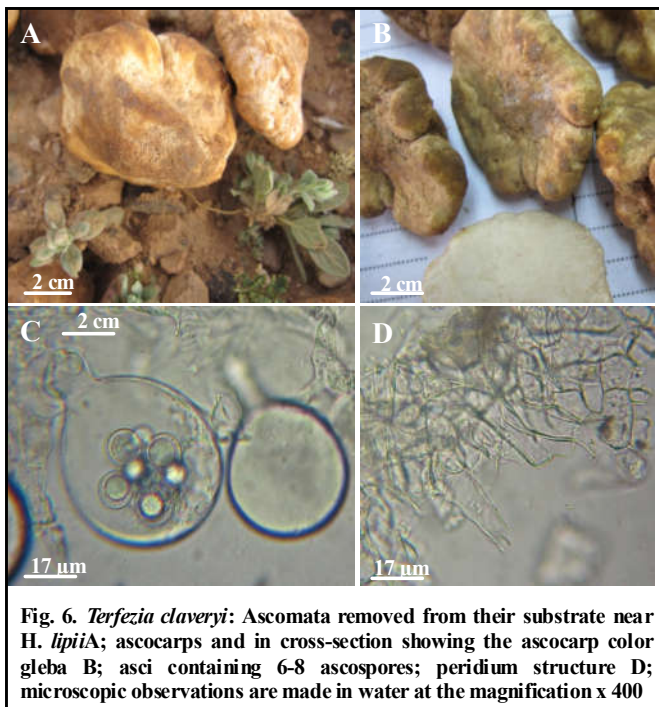 A
B
2 cm
2 cm
C
2 cm
D
17 µm
17 µm
Fig. 6. Terfezia claveryi: Ascomata removed from their substrate near
H. lipiiA; ascocarps and in cross-section showing the ascocarp color
gleba B; asci containing 6-8 ascospores; peridium structure D;
microscopic observations are made in water at the magnification x 400